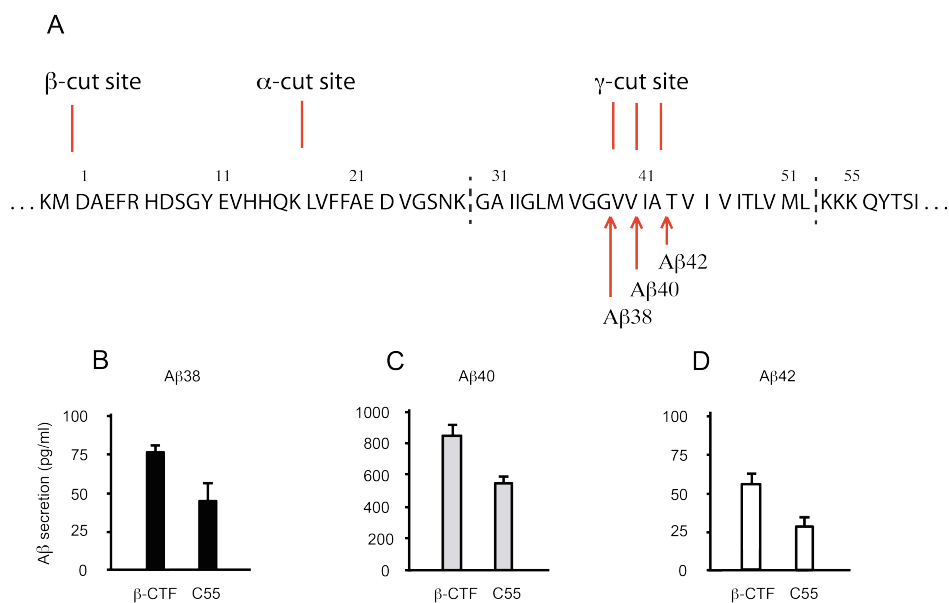 A
β-cut site α-cut site γ-cut site
1 11 21 31 41 51 55
. . . KM DAEFR HDSGY EVHHQK LVFFAE D VGSNK GA IIGLM VGGVV IA T V I V ITLV ML KKK QYTSI . . .
Aβ42
Aβ40
Aβ38
B
Aβ38
Aβ secretion (pg/ml)
100
75
50
25
0
β-CTF C55
C
Aβ40
1000
800
600
400
200
0
β-CTF C55
D
Aβ42
100
75
50
25
0
β-CTF C55